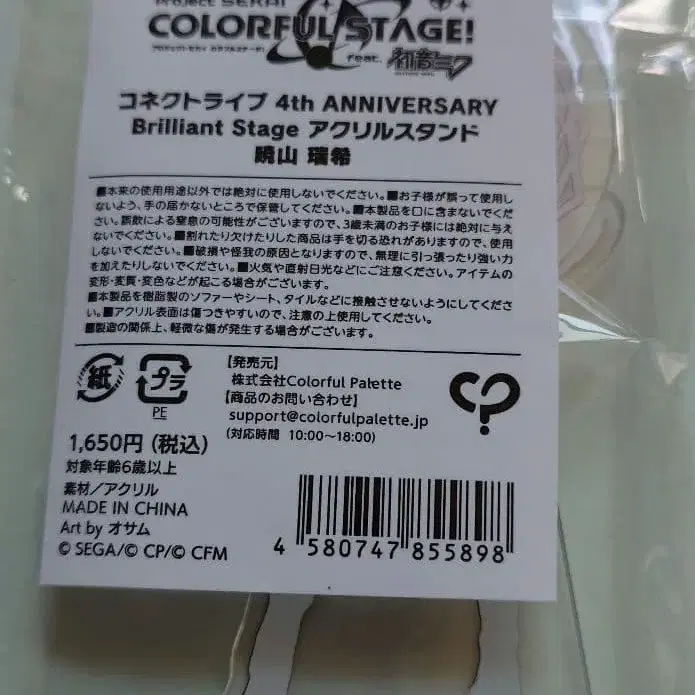 Project SEKAI
COLORFUL STAGE!
プロジェクトセカイ カラフルステージ!
feat. 初音ミク
コネクトライブ 4th ANNIVERSARY
Brilliant Stage アクリルスタンド
暁山 瑞希
■本来の使用用途以外では絶対に使用しないでください。■お子様が誤って使用し
ないよう、手の届かないところで保管してください。■本製品を口に含まないでくだ
さい。誤飲による窒息の可能性がございますので、3歳未満のお子様には絶対に与え
ないでください。■割れたり欠けたりした商品は手を切る恐れがありますので、使用
しないでください。■破損や怪我の原因となりますので、無理に引っ張ったり強い力
を加えたりしないでください。■火気や直射日光などにご注意ください。アイテムの
変形・変質・変色などが起こる場合がございます。
■本製品を樹脂製のソファーやシート、タイルなどに接触させないようにしてくださ
い。■アクリル表面は傷つきやすいので、注意の上使用してください。
■製造の関係上、軽微な傷が発生する場合がございます。
紙
プラ
PE
【発売元】
株式会社Colorful Palette
【商品のお問い合わせ】
support@colorfulpalette.jp
(対応時間 10:00～18:00)
1,650円(税込)
対象年齢6歳以上
素材/アクリル
MADE IN CHINA
Art by オサム
© SEGA/© CP/© CFM
4 580747 855898